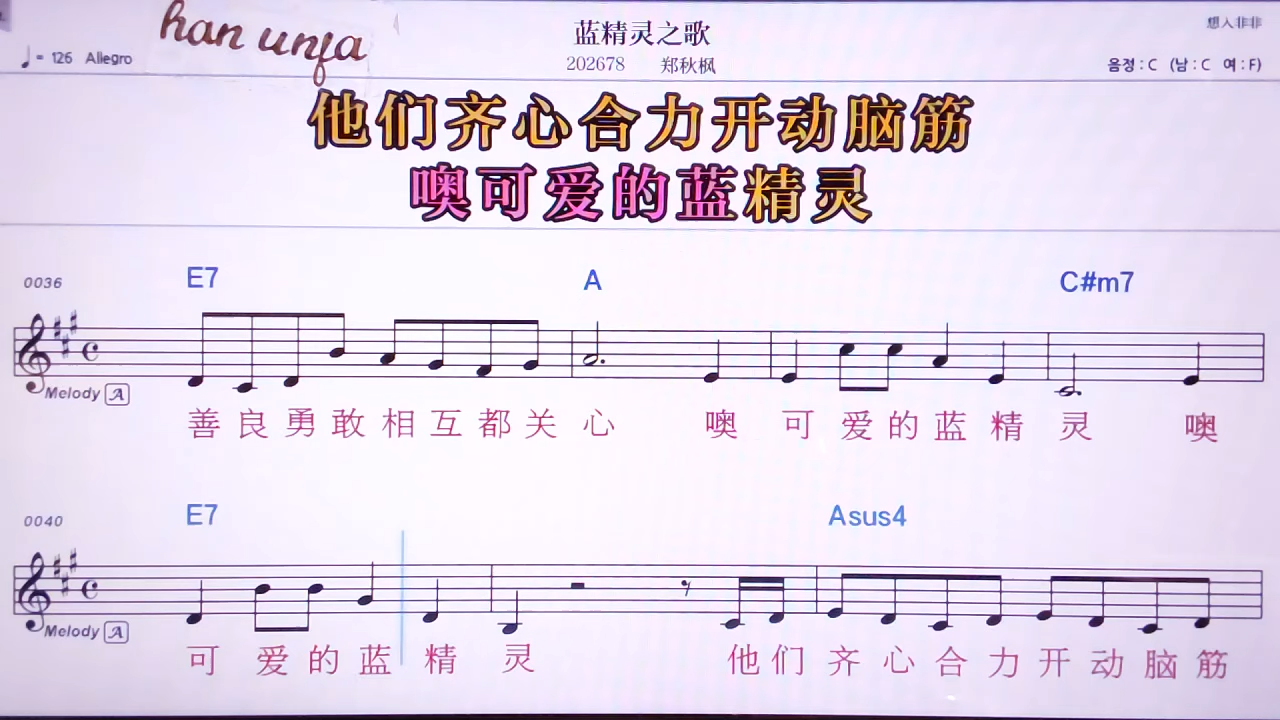 han unja
蓝精灵之歌
想入非非
♩= 126 Allegro
202678 郑秋枫
음정 : C (남 : C 여 : F)
他们齐心合力开动脑筋
噢可爱的蓝精灵
0036
E7 A C#m7
Melody A
善良勇敢相互都关心 噢可爱的蓝精灵 噢
0040
E7 Asus4
Melody A
可爱的蓝精灵 他们齐心合力开动脑筋